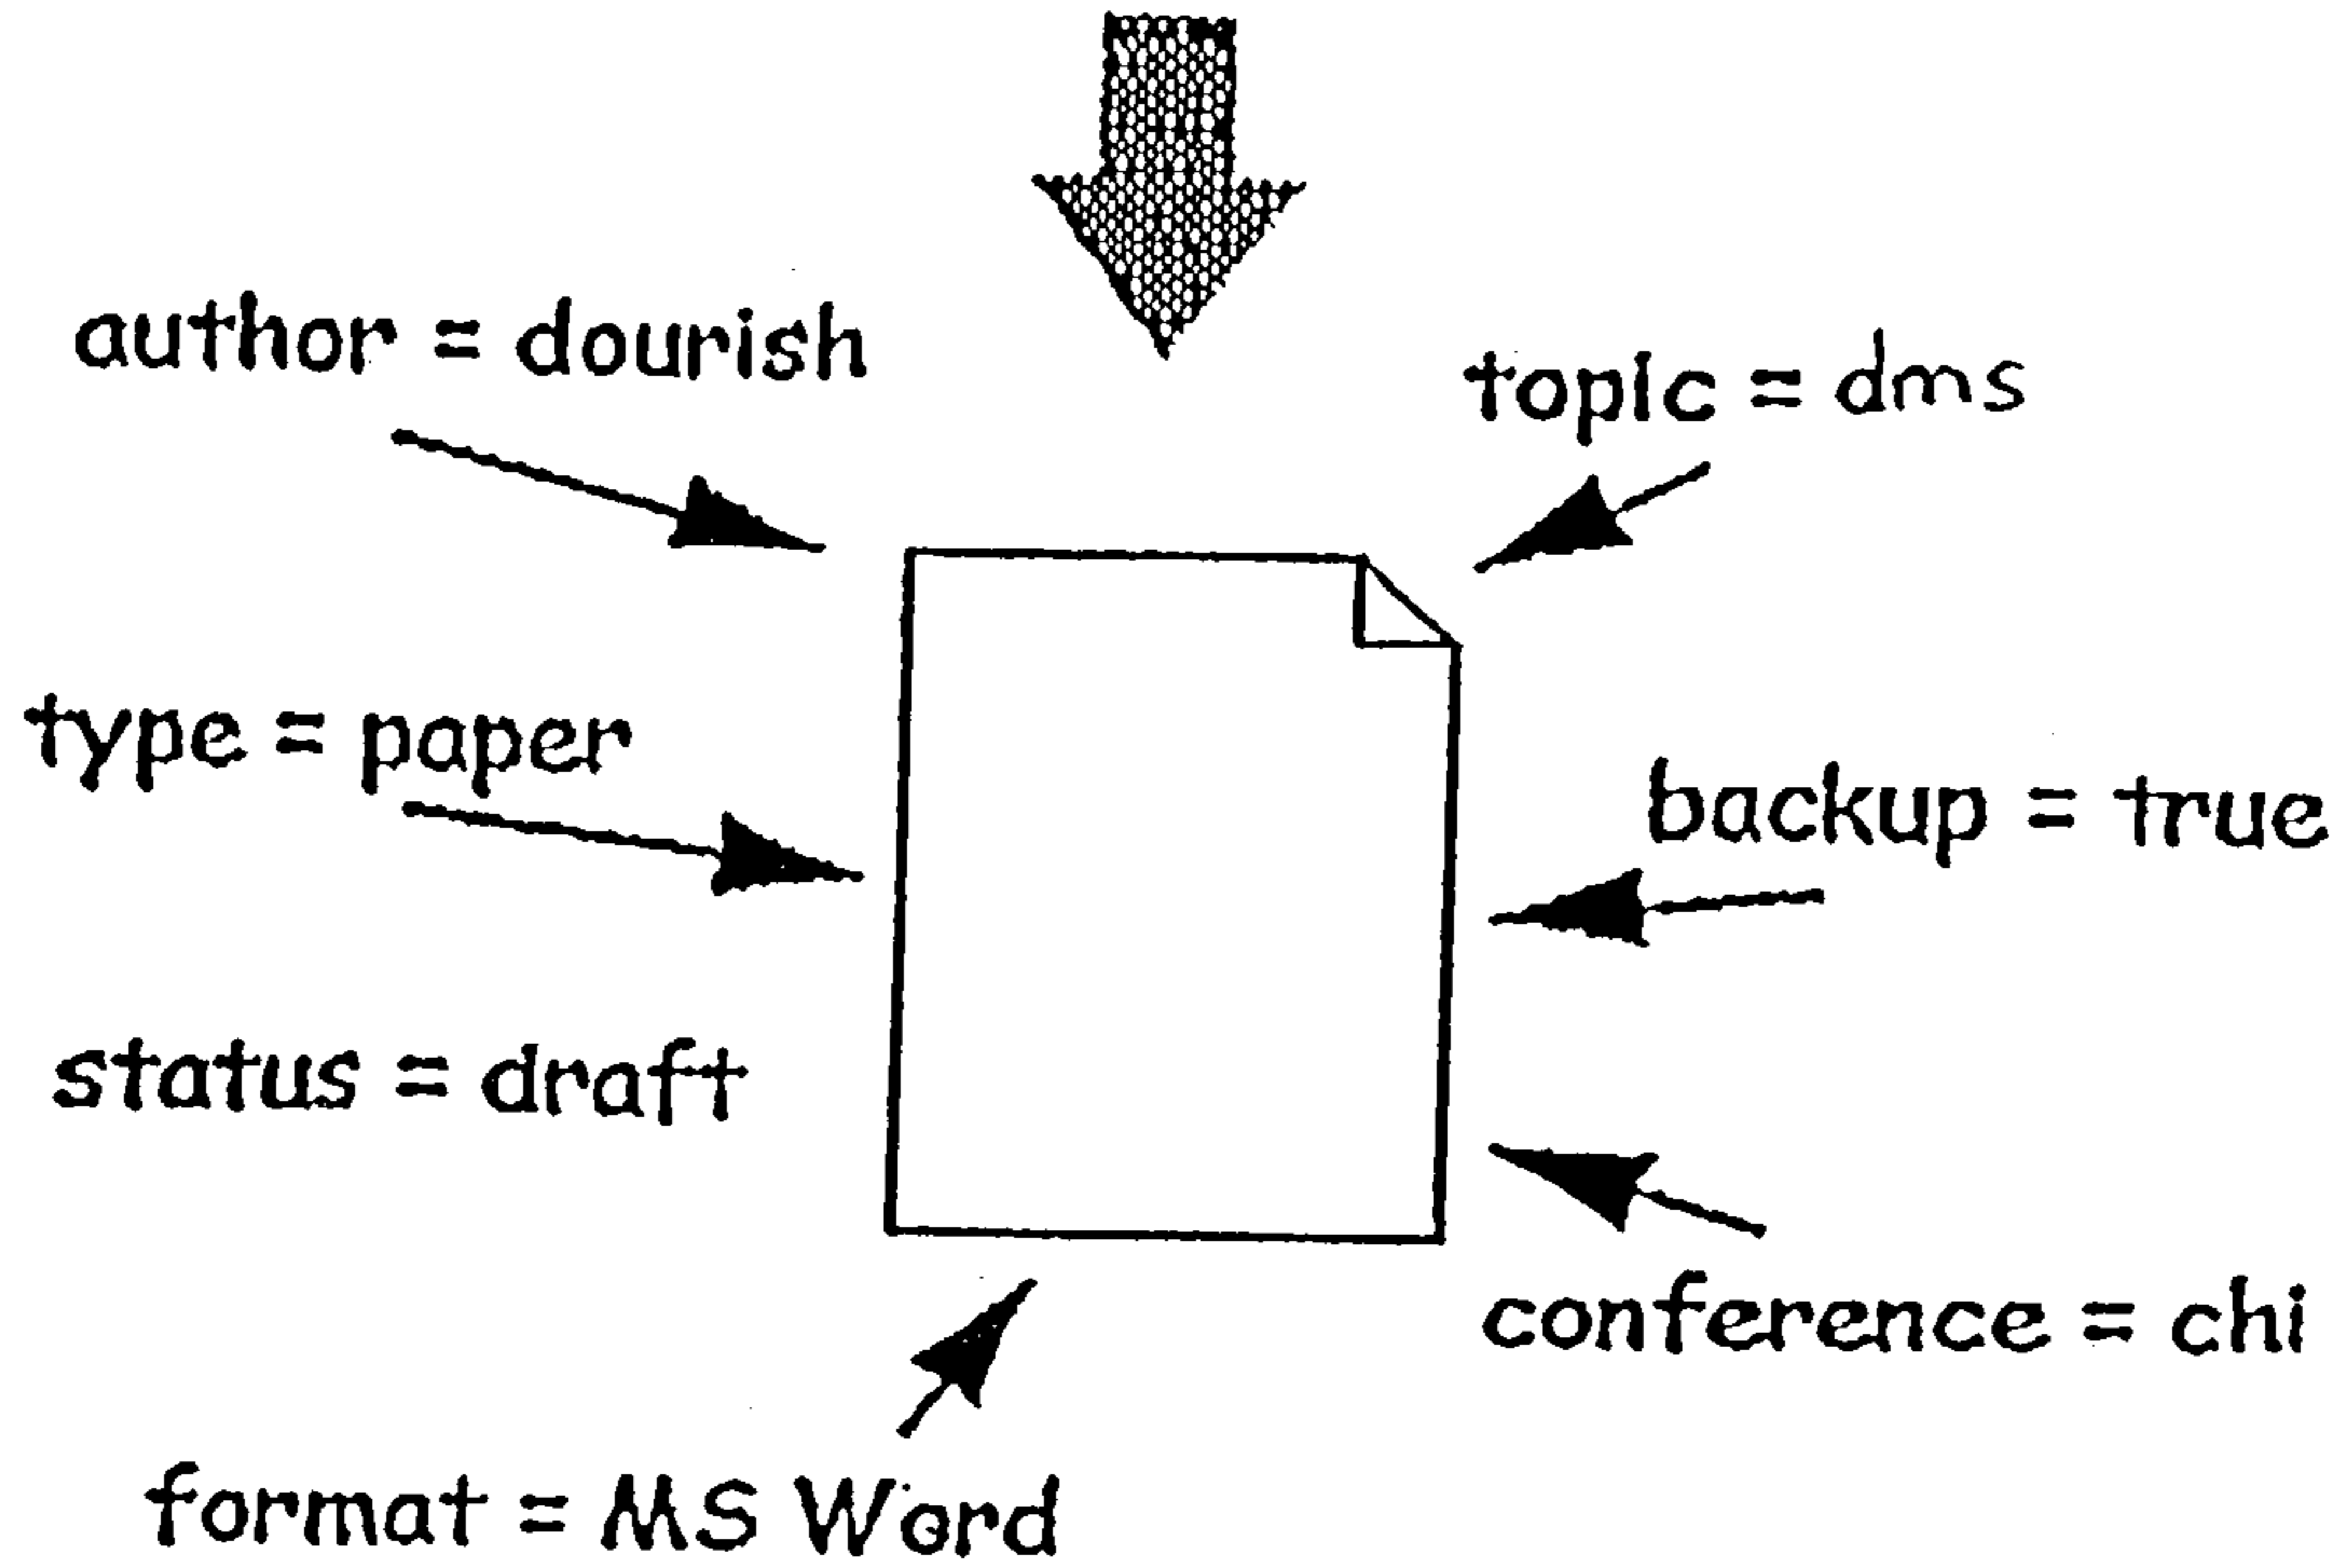 author = dourish
topic = dms
type = paper
backup = true
status = draft
conference = chi
format = MS Word